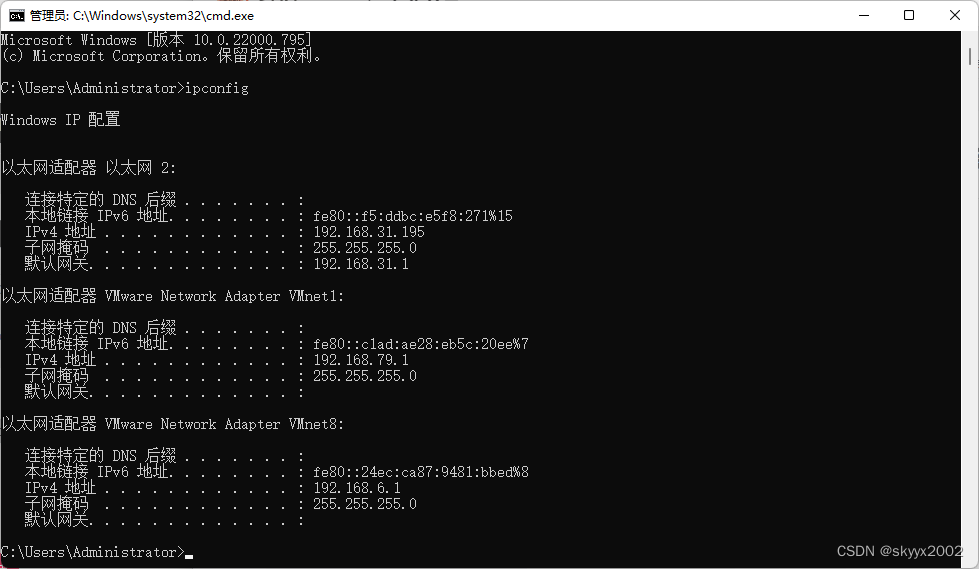 管理员: C:\Windows\system32\cmd.exe
Microsoft Windows [版本 10.0.22000.795]
(c) Microsoft Corporation。保留所有权利。
C:\Users\Administrator>ipconfig
Windows IP 配置
以太网适配器 以太网 2:
连接特定的 DNS 后缀 . . . . . . . :
本地链接 IPv6 地址. . . . . . . . : fe80::f5:ddbc:e5f8:271%15
IPv4 地址 . . . . . . . . . . . . : 192.168.31.195
子网掩码  . . . . . . . . . . . . : 255.255.255.0
默认网关. . . . . . . . . . . . . : 192.168.31.1
以太网适配器 VMware Network Adapter VMnet1:
连接特定的 DNS 后缀 . . . . . . . :
本地链接 IPv6 地址. . . . . . . . : fe80::c1ad:ae28:eb5c:20ee%7
IPv4 地址 . . . . . . . . . . . . : 192.168.79.1
子网掩码  . . . . . . . . . . . . : 255.255.255.0
默认网关. . . . . . . . . . . . . :
以太网适配器 VMware Network Adapter VMnet8:
连接特定的 DNS 后缀 . . . . . . . :
本地链接 IPv6 地址. . . . . . . . : fe80::24ec:ca87:9481:bbed%8
IPv4 地址 . . . . . . . . . . . . : 192.168.6.1
子网掩码  . . . . . . . . . . . . : 255.255.255.0
默认网关. . . . . . . . . . . . . :
C:\Users\Administrator>
CSDN @skyyx2002